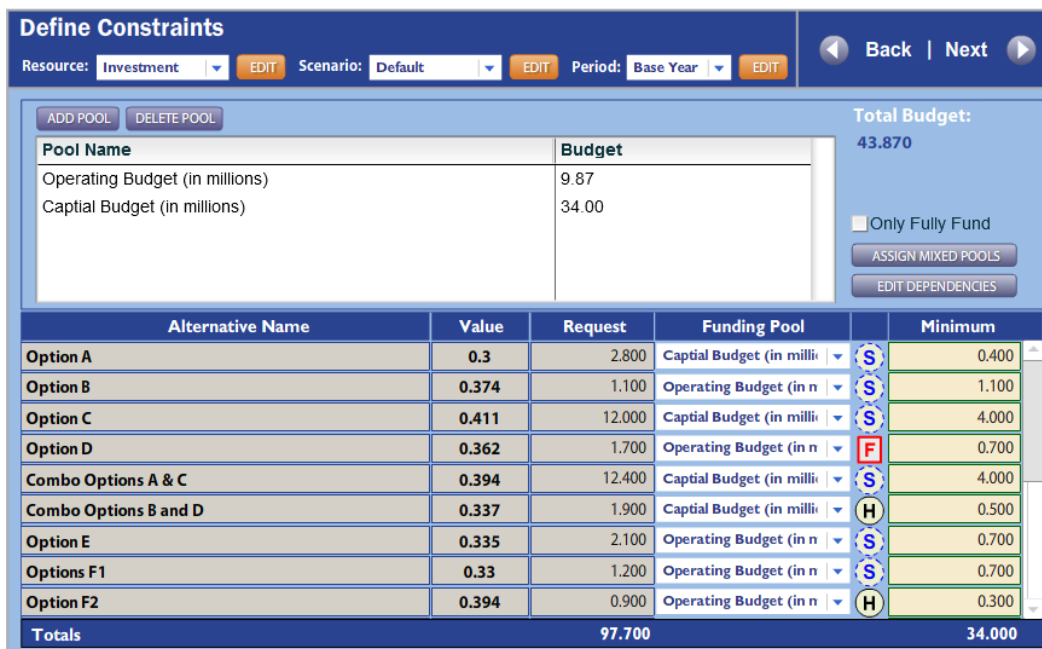 Define Constraints
Resource: Investment EDIT Scenario: Default EDIT Period: Base Year EDIT Back | Next
ADD POOL DELETE POOL Total Budget:
Pool Name Budget 43.870
Operating Budget (in millions) 9.87
Captial Budget (in millions) 34.00
Only Fully Fund
ASSIGN MIXED POOLS
EDIT DEPENDENCIES
Alternative Name Value Request Funding Pool Minimum
Option A 0.3 2.800 Captial Budget (in milli S 0.400
Option B 0.374 1.100 Operating Budget (in n S 1.100
Option C 0.411 12.000 Captial Budget (in milli S 4.000
Option D 0.362 1.700 Operating Budget (in n F 0.700
Combo Options A & C 0.394 12.400 Captial Budget (in milli S 4.000
Combo Options B and D 0.337 1.900 Captial Budget (in milli H 0.500
Option E 0.335 2.100 Operating Budget (in n S 0.700
Options F1 0.33 1.200 Operating Budget (in n S 0.700
Option F2 0.394 0.900 Operating Budget (in n H 0.300
Totals 97.700 34.000